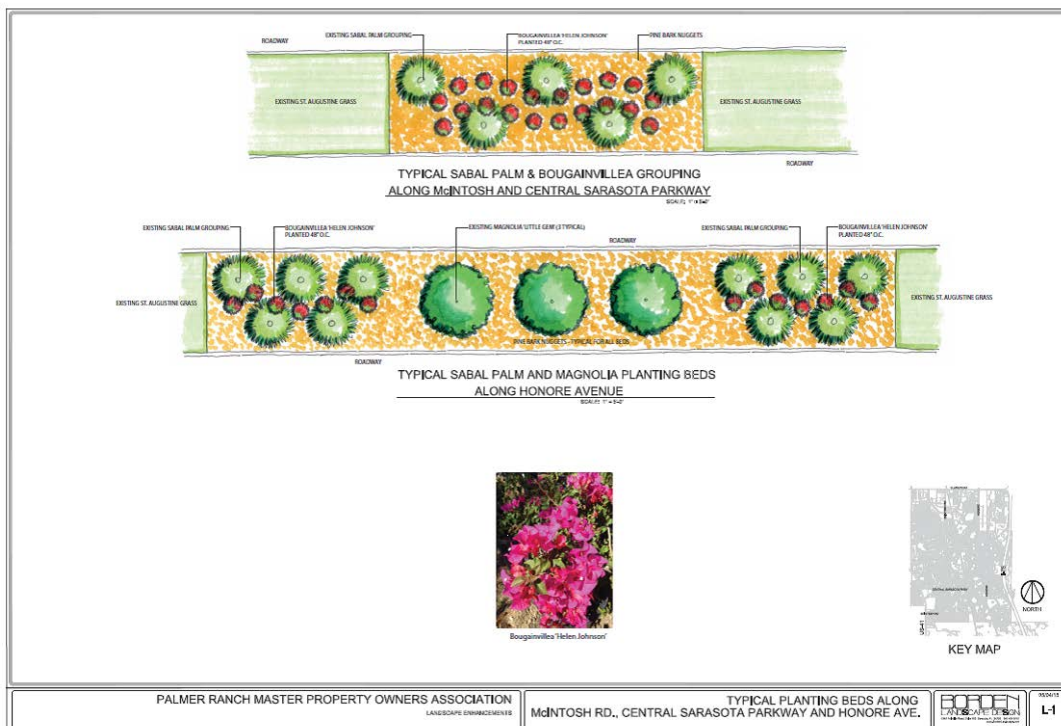 EXISTING SABAL PALM GROUPING
BOUGAINVILLEA 'HELEN JOHNSON'
PLANTED 48" O.C.
PINE BARK NUGGETS
ROADWAY
EXISTING ST. AUGUSTINE GRASS
EXISTING ST. AUGUSTINE GRASS
ROADWAY
TYPICAL SABAL PALM & BOUGAINVILLEA GROUPING
ALONG McINTOSH AND CENTRAL SARASOTA PARKWAY
EXISTING SABAL PALM GROUPING
BOUGAINVILLEA 'HELEN JOHNSON'
PLANTED 48" O.C.
EXISTING MAGNOLIA 'LITTLE GEM' (3 TYPICAL)
ROADWAY
EXISTING SABAL PALM GROUPING
BOUGAINVILLEA 'HELEN JOHNSON'
PLANTED 48" O.C.
EXISTING ST. AUGUSTINE GRASS
EXISTING ST. AUGUSTINE GRASS
PINE BARK NUGGETS - TYPICAL FOR ALL BEDS
ROADWAY
TYPICAL SABAL PALM AND MAGNOLIA PLANTING BEDS
ALONG HONORE AVENUE
Bougainvillea 'Helen Johnson'
US-41
NORTH
KEY MAP
PALMER RANCH MASTER PROPERTY OWNERS ASSOCIATION
LANDSCAPE ENHANCEMENTS
TYPICAL PLANTING BEDS ALONG
McINTOSH RD., CENTRAL SARASOTA PARKWAY AND HONORE AVE.
BORDEN
LANDSCAPE DESIGN
L-1